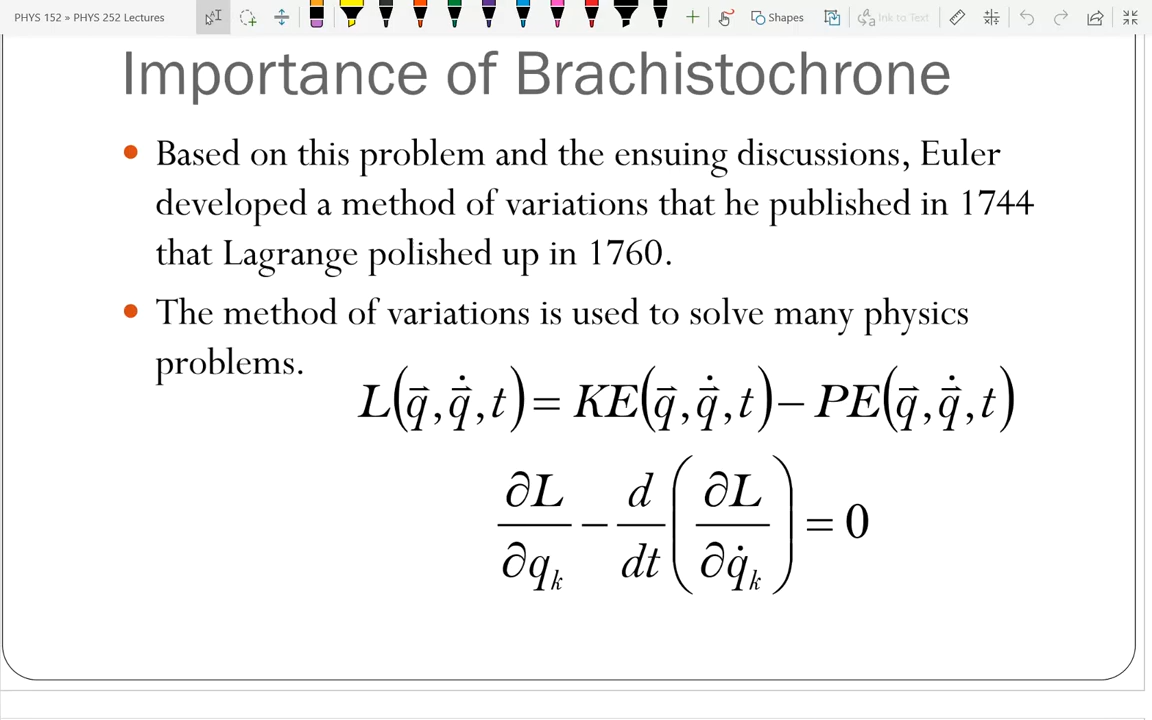 PHYS 152 » PHYS 252 Lectures
Shapes
Ink to Text
Importance of Brachistochrone
• Based on this problem and the ensuing discussions, Euler
developed a method of variations that he published in 1744
that Lagrange polished up in 1760.
• The method of variations is used to solve many physics
problems.
L(q⃗, q⃗̇, t) = KE(q⃗, q⃗̇, t) − PE(q⃗, q⃗̇, t)
∂L/∂qₖ − d/dt (∂L/∂q̇ₖ) = 0